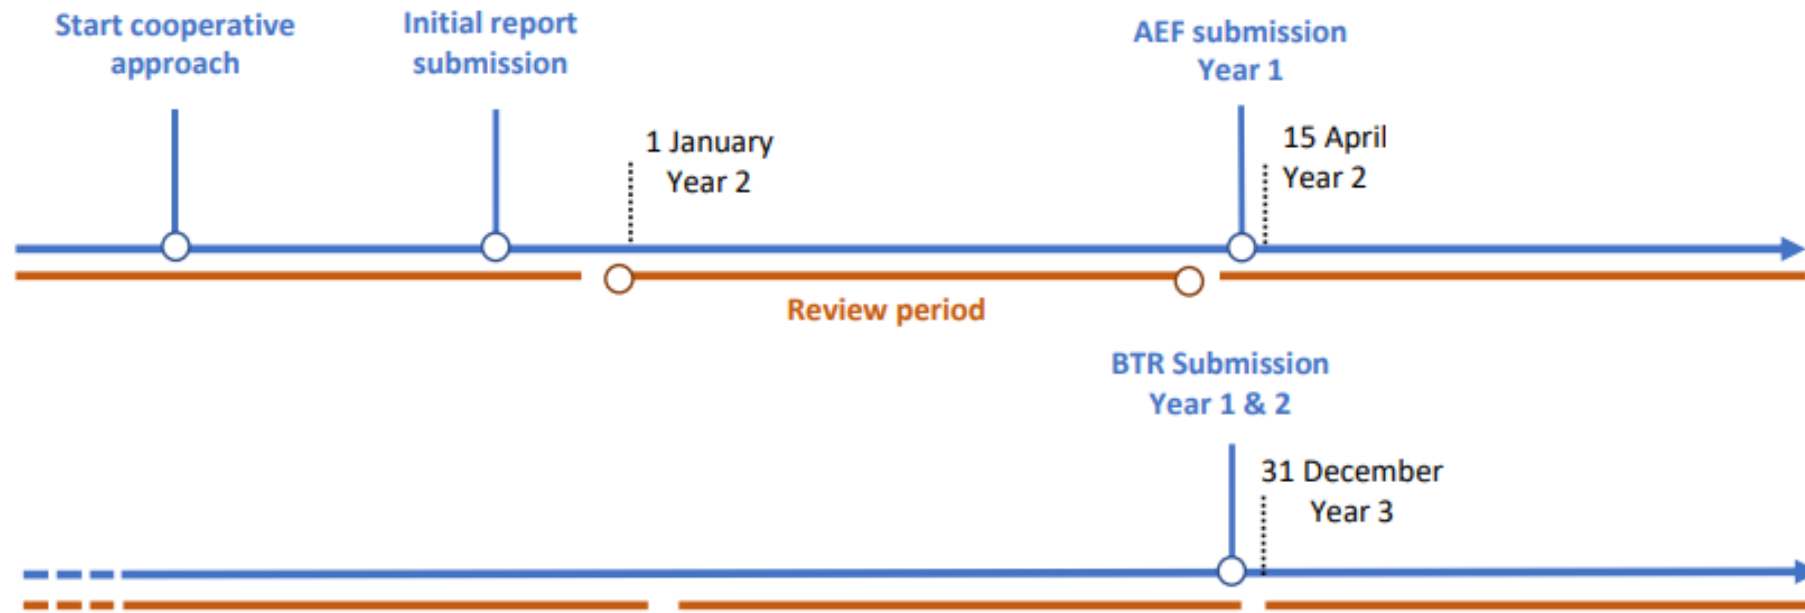 Start cooperative
approach
Initial report
submission
AEF submission
Year 1
1 January
Year 2
15 April
Year 2
Review period
BTR Submission
Year 1 & 2
31 December
Year 3